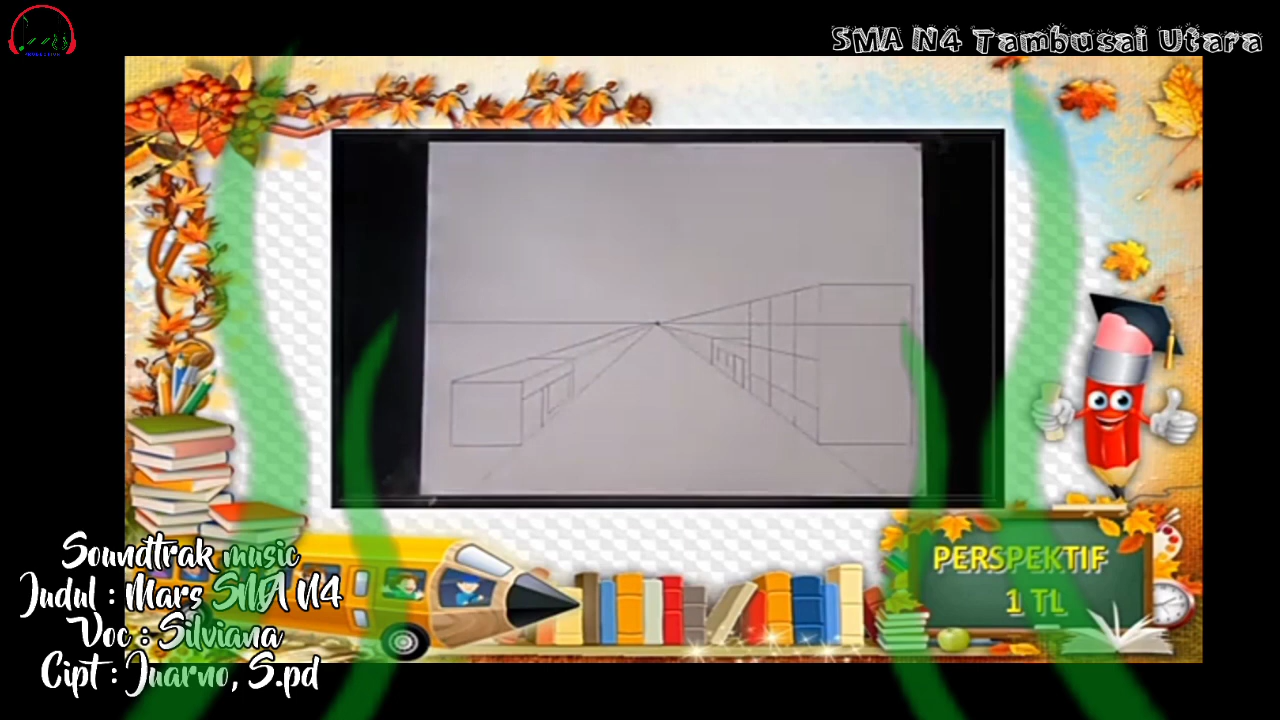 SMA N4 Tambusai Utara
PERSPEKTIF
1 TL
Soundtrak music
Judul : Mars SMA N4
Voc : Silviana
Cipt : Juarno, S.pd